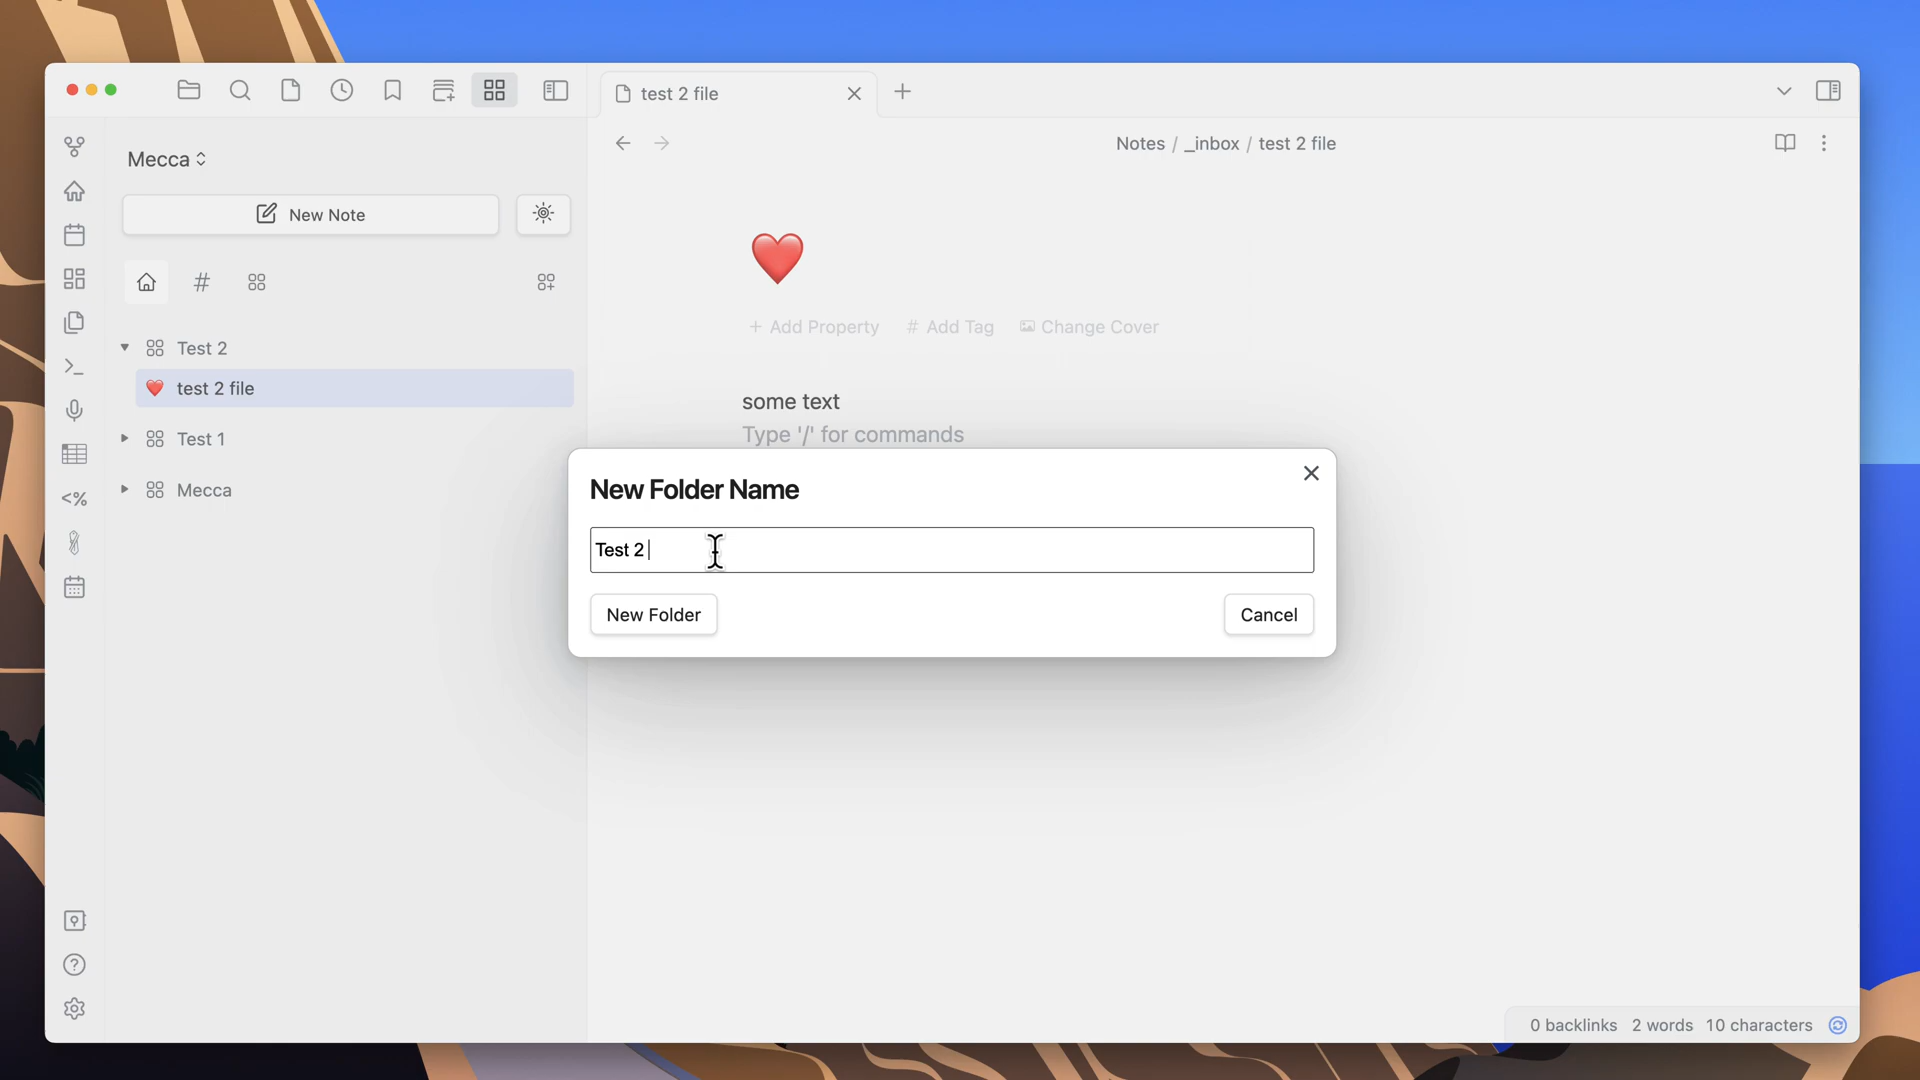 test 2 file
Notes / _inbox / test 2 file
Mecca
New Note
#
Test 2
test 2 file
Test 1
Mecca
<%
+ Add Property # Add Tag Change Cover
some text
Type '/' for commands
New Folder Name
Test 2
New Folder
Cancel
0 backlinks 2 words 10 characters